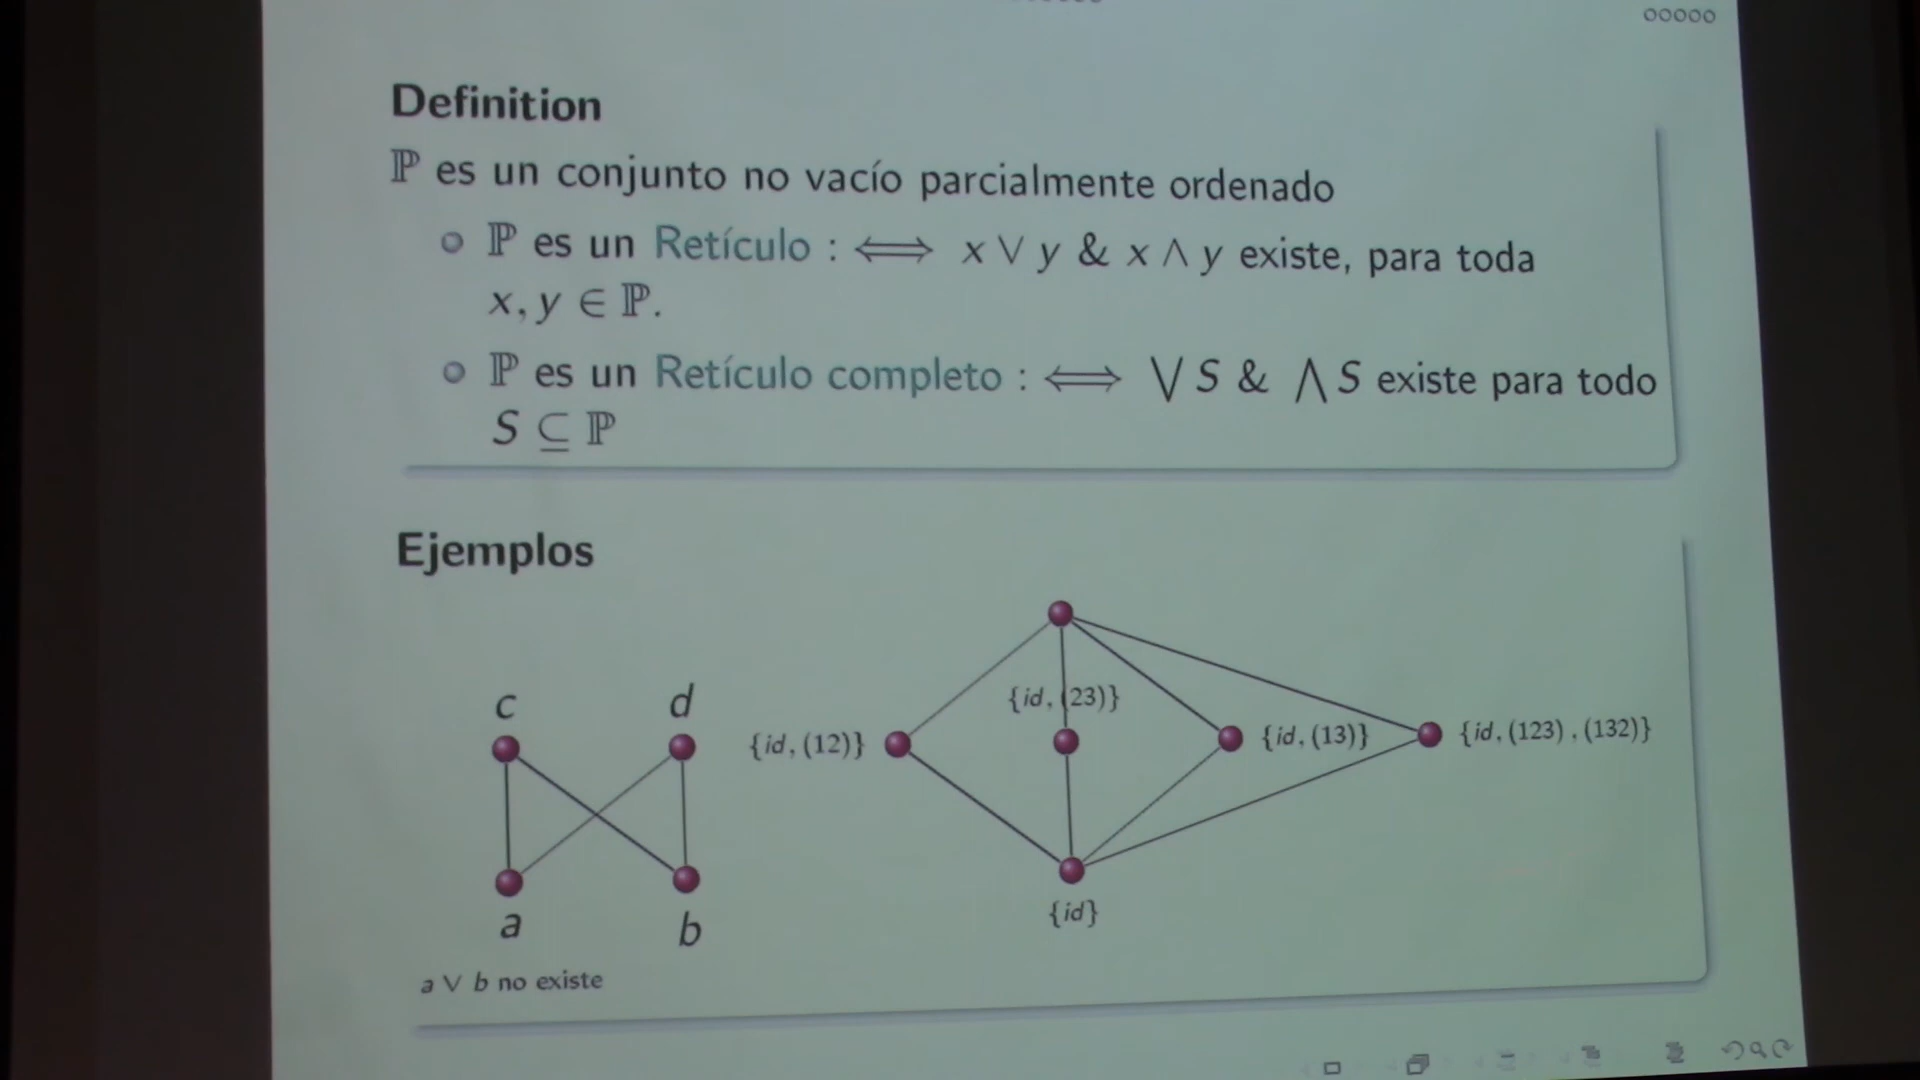 Definition
ℙ es un conjunto no vacío parcialmente ordenado
ℙ es un Retículo : ⟺ x ∨ y & x ∧ y existe, para toda
x, y ∈ ℙ.
ℙ es un Retículo completo : ⟺ ⋁ S & ⋀ S existe para todo
S ⊆ ℙ
Ejemplos
c d
a b
a ∨ b no existe
{id, (12)}
{id, (23)}
{id, (13)}
{id, (123) , (132)}
{id}